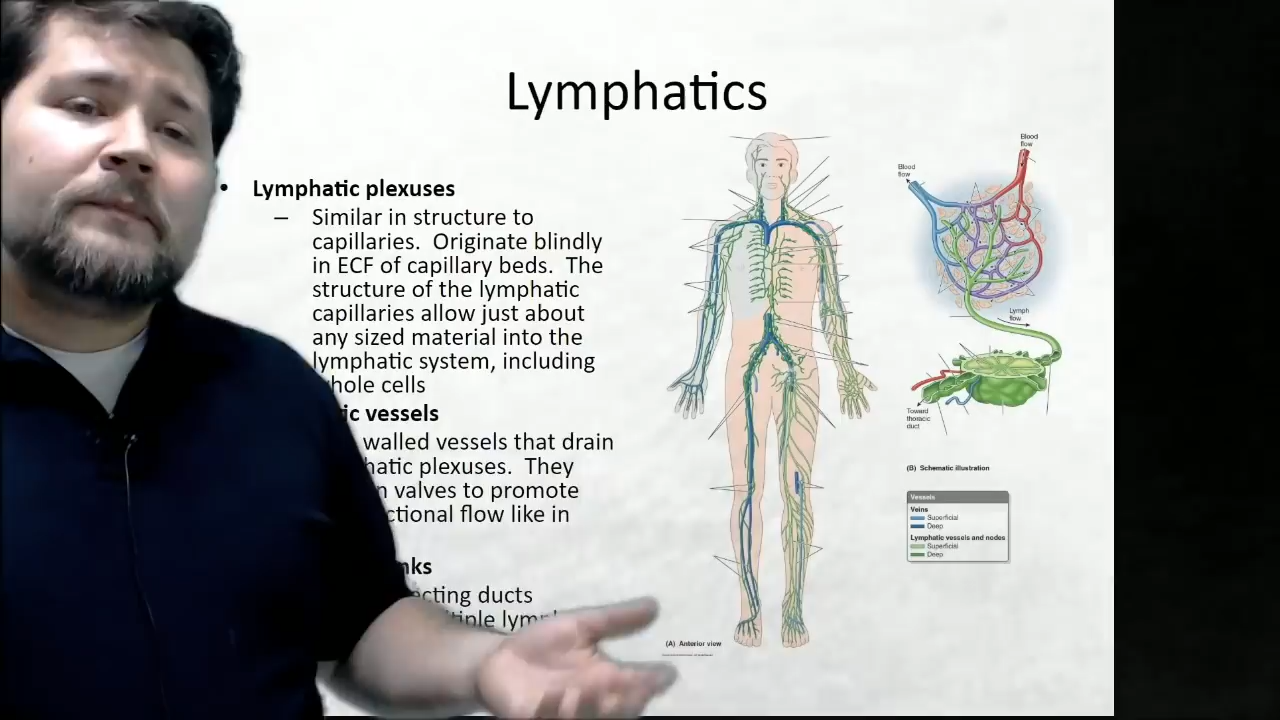 Lymphatics
• Lymphatic plexuses
– Similar in structure to
capillaries. Originate blindly
in ECF of capillary beds. The
structure of the lymphatic
capillaries allow just about
any sized material into the
lymphatic system, including
hole cells
ic vessels
walled vessels that drain
hatic plexuses. They
n valves to promote
ctional flow like in
nks
ecting ducts
tiple lymp
(A) Anterior view
Blood
flow
Blood
flow
Lymph
flow
Toward
thoracic
duct
(B) Schematic illustration
Vessels
Veins
Superficial
Deep
Lymphatic vessels and nodes
Superficial
Deep